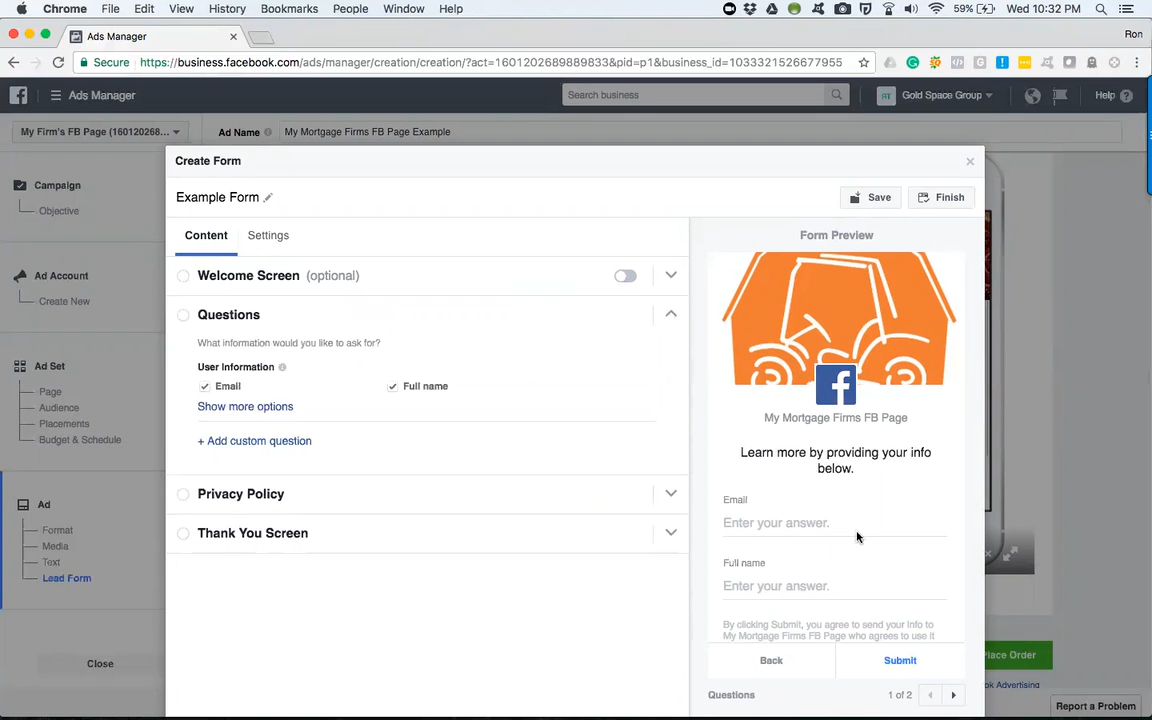 Chrome File Edit View History Bookmarks People Window Help 59% Wed 10:32 PM
Ads Manager
Ron
Secure https://business.facebook.com/ads/manager/creation/creation/?act=1601202689889833&pid=p1&business_id=1033321526677955
Ads Manager Search business Gold Space Group Help
My Firm's FB Page (160120268... Ad Name My Mortgage Firms FB Page Example
Create Form
Campaign
Objective
Ad Account
Create New
Ad Set
Page
Audience
Placements
Budget & Schedule
Ad
Format
Media
Text
Lead Form
Close
Example Form
Save Finish
Content Settings
Welcome Screen (optional)
Questions
What information would you like to ask for?
User Information
Email Full name
Show more options
+ Add custom question
Privacy Policy
Thank You Screen
Form Preview
My Mortgage Firms FB Page
Learn more by providing your info
below.
Email
Enter your answer.
Full name
Enter your answer.
By clicking Submit, you agree to send your info to
My Mortgage Firms FB Page who agrees to use it
Back Submit
Questions 1 of 2
Place Order
ok Advertising
Report a Problem